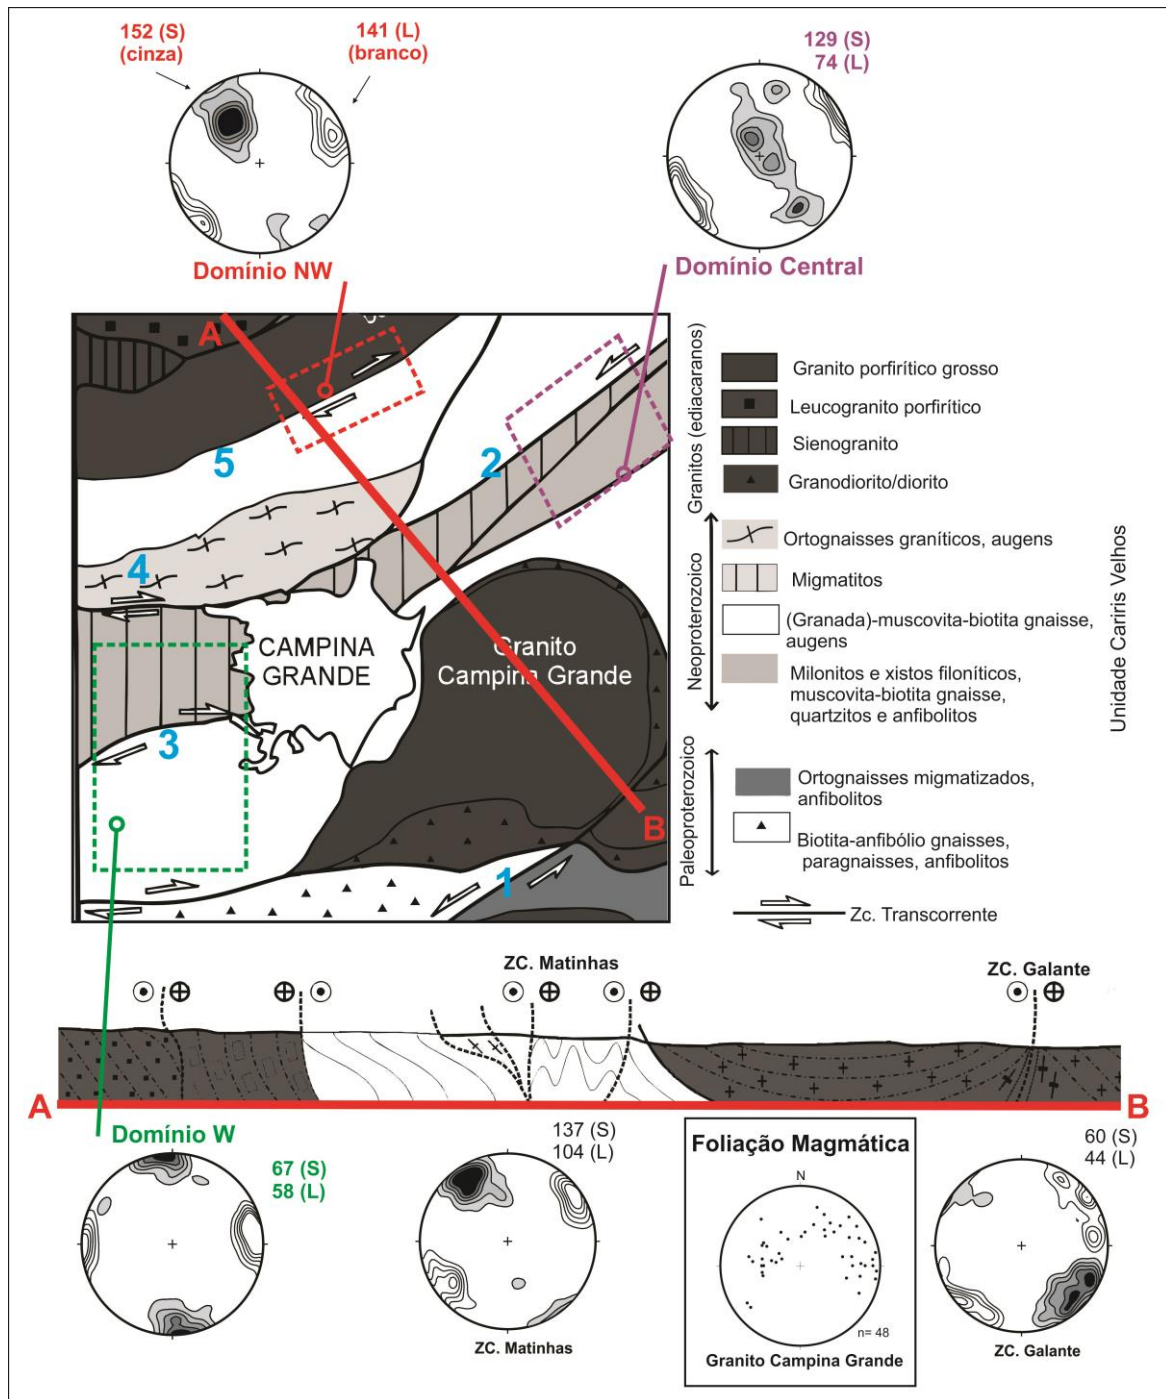 152 (S)
(cinza)
141 (L)
(branco)
129 (S)
74 (L)
Domínio NW
Domínio Central
A
5
2
4
CAMPINA
GRANDE
Granito
Campina Grande
3
B
1
Granitos (ediacaranos)
Granito porfirítico grosso
Leucogranito porfirítico
Sienogranito
Granodiorito/diorito
Neoproterozoico
Ortognaisses graníticos, augens
Migmatitos
(Granada)-muscovita-biotita gnaisse,
augens
Milonitos e xistos filoníticos,
muscovita-biotita gnaisse,
quartzitos e anfibolitos
Unidade Cariris Velhos
Paleoproterozoico
Ortognaisses migmatizados,
anfibolitos
Biotita-anfibólio gnaisses,
paragnaisses, anfibolitos
Zc. Transcorrente
ZC. Matinhas
ZC. Galante
A
B
Domínio W
67 (S)
58 (L)
137 (S)
104 (L)
ZC. Matinhas
Foliação Magmática
N
n= 48
Granito Campina Grande
60 (S)
44 (L)
ZC. Galante